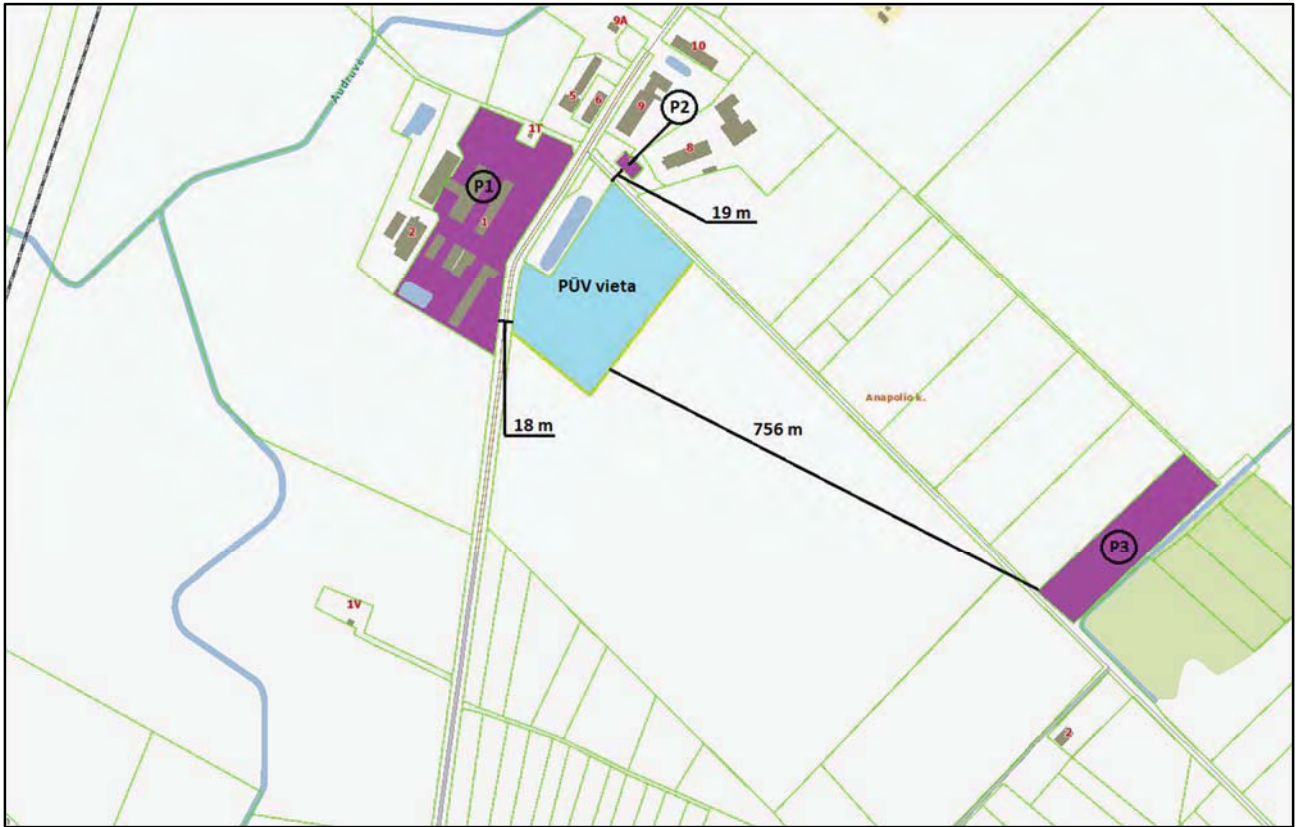 9A
10
Audruvė
5
6
9
P2
1T
8
P1
1
2
19 m
PŪV vieta
Anapolio k.
18 m
756 m
P3
1V
2